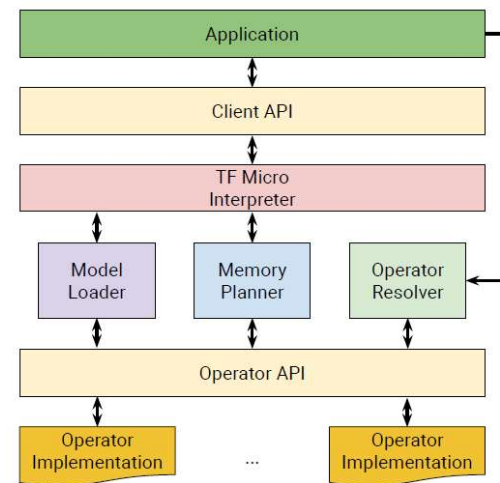 Application
Client API
TF Micro
Interpreter
Model
Loader
Memory
Planner
Operator
Resolver
Operator API
Operator
Implementation
...
Operator
Implementation